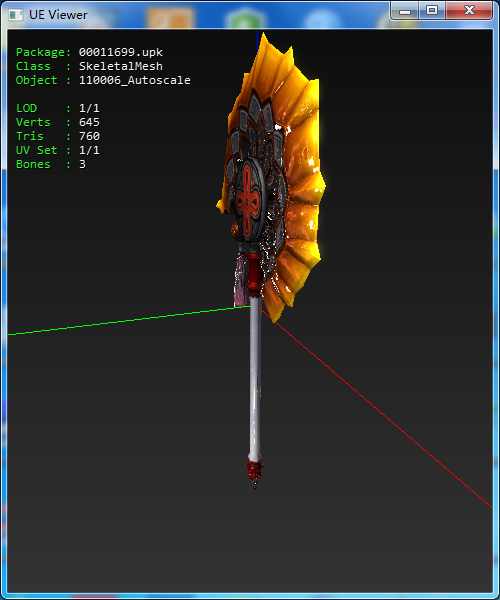 UE Viewer
Package: 00011699.upk
Class : SkeletalMesh
Object : 110006_Autoscale
LOD : 1/1
Verts : 645
Tris : 760
UV Set : 1/1
Bones : 3